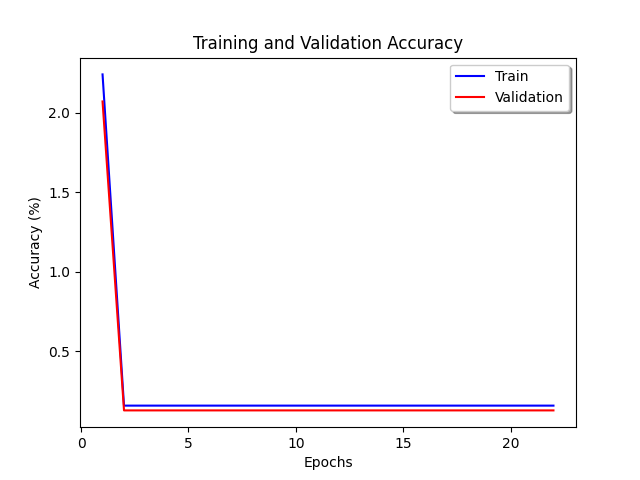 Training and Validation Accuracy
Train
Validation
2.0
1.5
1.0
0.5
Accuracy (%)
0 5 10 15 20
Epochs